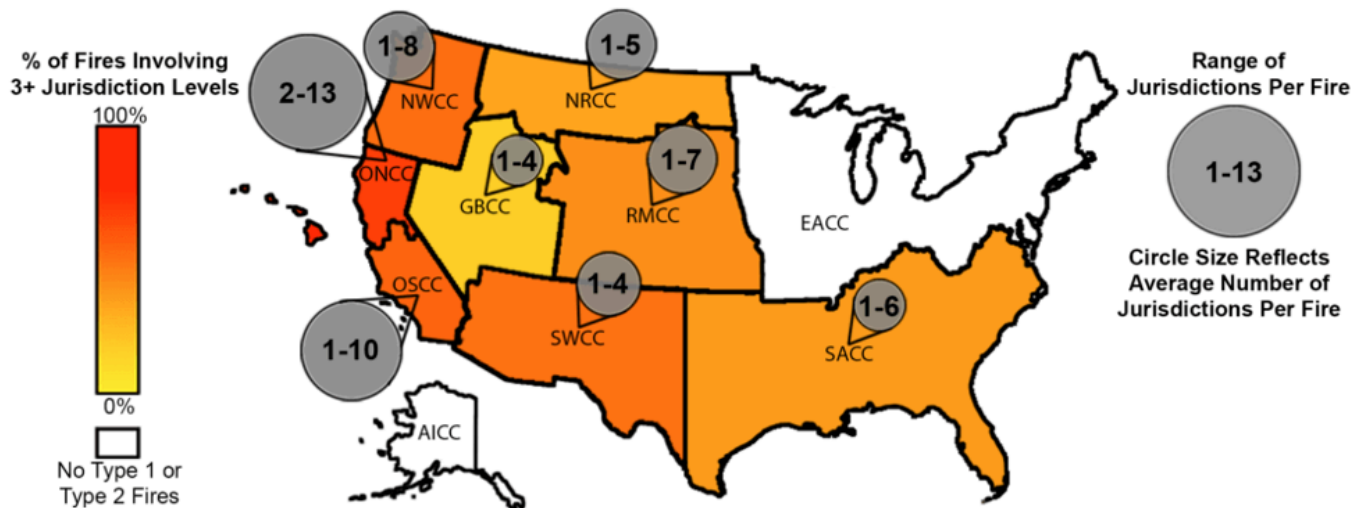 % of Fires Involving
3+ Jurisdiction Levels
100%
0%
No Type 1 or
Type 2 Fires
1-8
NWCC
2-13
ONCC
1-5
NRCC
1-4
GBCC
1-7
RMCC
EACC
OSCC
1-10
1-4
SWCC
1-6
SACC
AICC
Range of
Jurisdictions Per Fire
1-13
Circle Size Reflects
Average Number of
Jurisdictions Per Fire